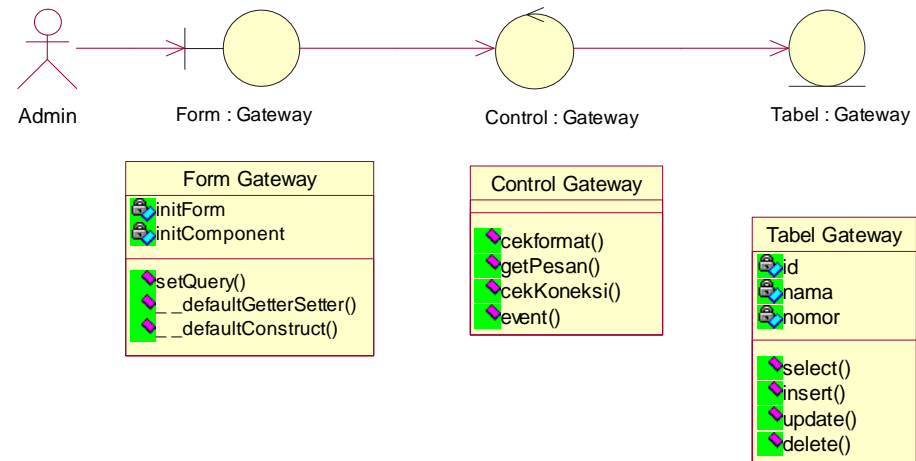 Admin
Form : Gateway
Control : Gateway
Tabel : Gateway
Form Gateway
initForm
initComponent
setQuery()
_ _defaultGetterSetter()
_ _defaultConstruct()
Control Gateway
cekformat()
getPesan()
cekKoneksi()
event()
Tabel Gateway
id
nama
nomor
select()
insert()
update()
delete()